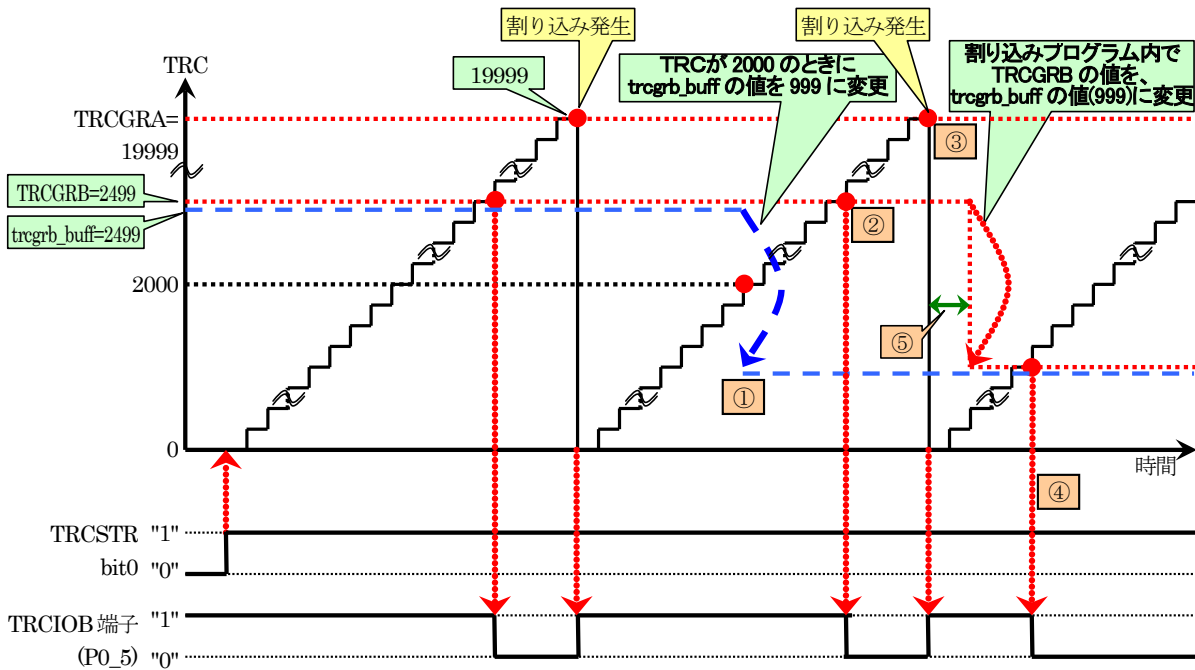 割り込み発生
割り込み発生
TRC
19999
TRCが 2000 のときに
trcgrb_buff の値を 999 に変更
割り込みプログラム内で
TRCGRB の値を、
trcgrb_buff の値(999)に変更
TRCGRA=
19999
③
TRCGRB=2499
②
trcgrb_buff=2499
2000
⑤
①
0
時間
④
TRCSTR "1"
bit0 "0"
TRCIOB 端子 "1"
(P0_5) "0"